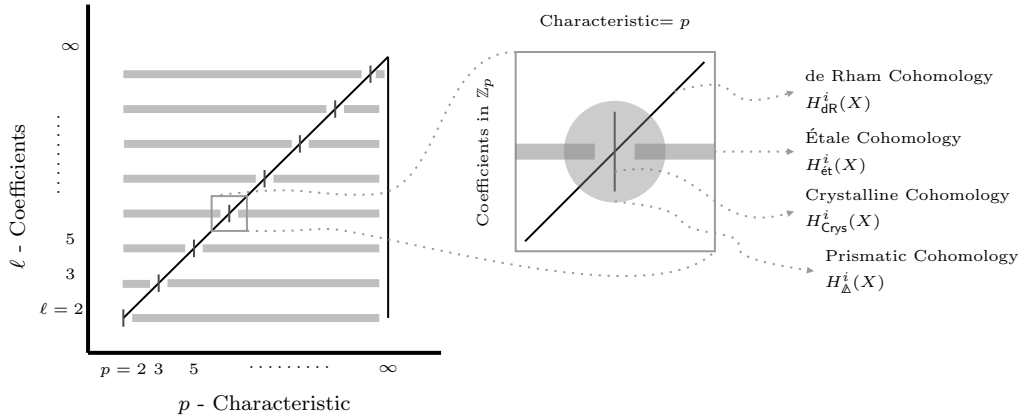 ∞
ℓ - Coefficients
5
3
ℓ = 2
p = 2 3 5 ∞
p - Characteristic
Characteristic= p
Coefficients in ℤ_p
de Rham Cohomology
H^i_dR(X)
Étale Cohomology
H^i_ét(X)
Crystalline Cohomology
H^i_Crys(X)
Prismatic Cohomology
H^i_𝚫(X)